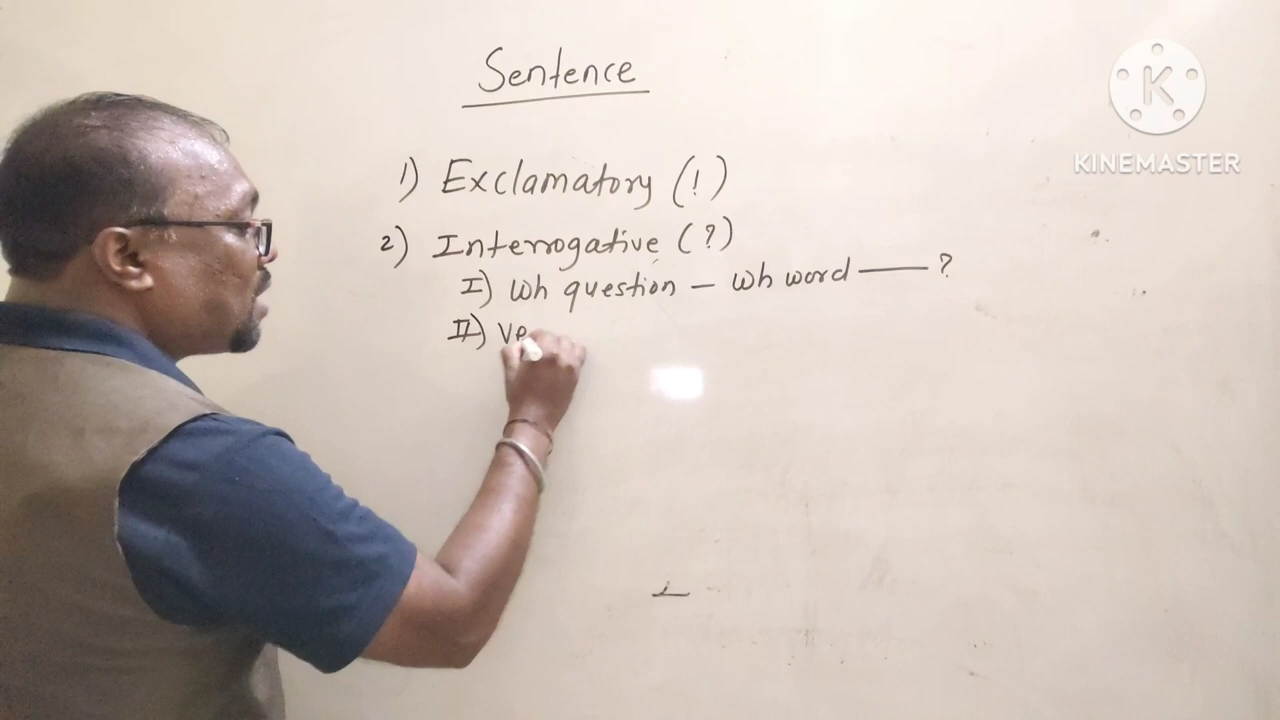 Sentence
1) Exclamatory (!)
2) Interrogative (?)
I) Wh question – Wh word —— ?
II) Ve
K
KINEMASTER